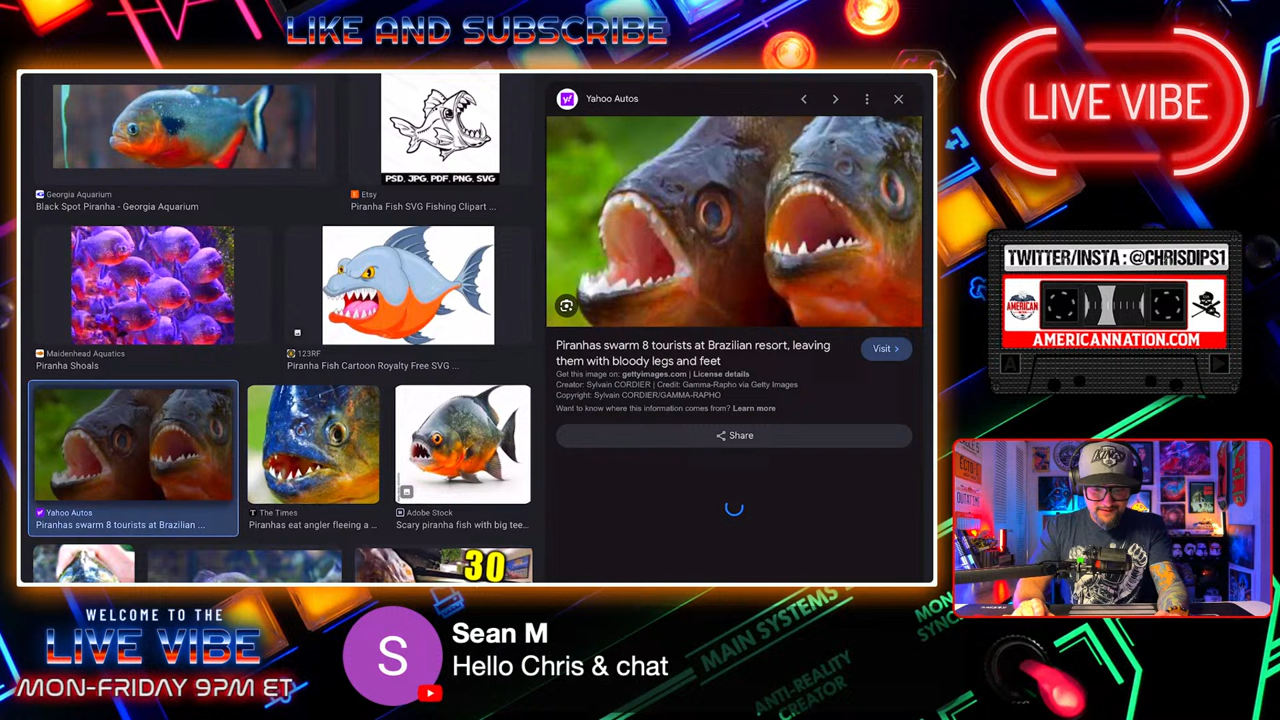 LIKE AND SUBSCRIBE
LIVE VIBE
Georgia Aquarium
Black Spot Piranha - Georgia Aquarium
PSD, JPG, PDF, PNG, SVG
Etsy
Piranha Fish SVG Fishing Clipart ...
Maidenhead Aquatics
Piranha Shoals
123RF
Piranha Fish Cartoon Royalty Free SVG ...
Yahoo Autos
Piranhas swarm 8 tourists at Brazilian ...
The Times
Piranhas eat angler fleeing a ...
Adobe Stock
Scary piranha fish with big tee...
30
Yahoo Autos
Piranhas swarm 8 tourists at Brazilian resort, leaving
them with bloody legs and feet
Visit >
Get this image on: gettyimages.com | License details
Creator: Sylvain CORDIER | Credit: Gamma-Rapho via Getty Images
Copyright: Sylvain CORDIER/GAMMA-RAPHO
Want to know where this information comes from? Learn more
Share
TWITTER/INSTA : @CHRISDIPS1
AMERICAN
AMERICANNATION.COM
A
KINGS
WELCOME TO THE
LIVE VIBE
MON-FRIDAY 9PM ET
S
Sean M
Hello Chris & chat
MAIN SYSTEMS
ANTI-REALITY
CREATOR